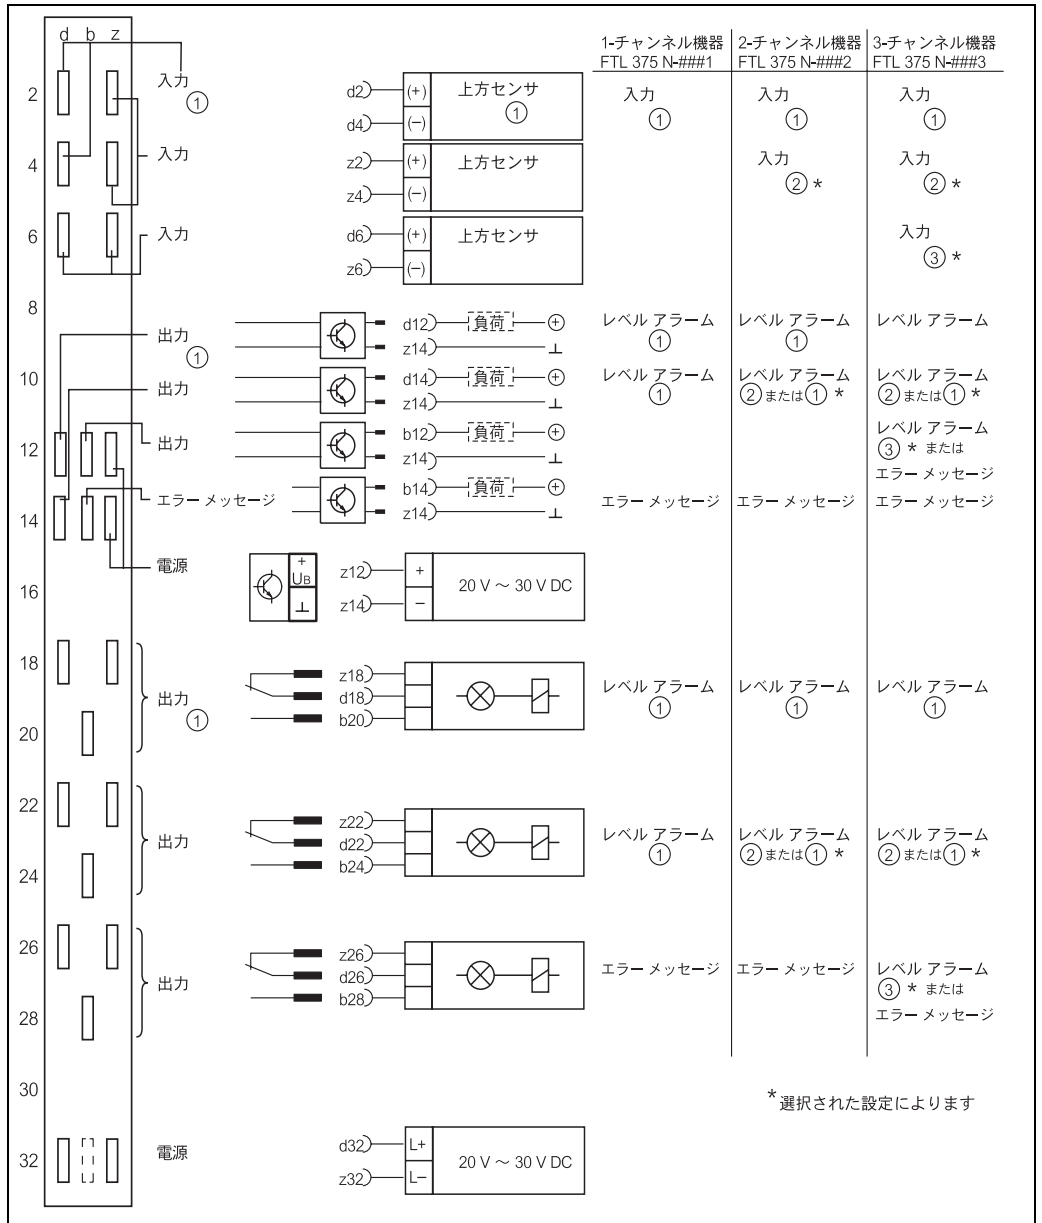 d b z
1-チャンネル機器 2-チャンネル機器 3-チャンネル機器
FTL 375 N-###1 FTL 375 N-###2 FTL 375 N-###3
2 入力 ① d2 (+) 上方センサ ① 入力 ① 入力 ① 入力 ①
d4 (−)
4 入力 z2 (+) 上方センサ 入力 ② * 入力 ② *
z4 (−)
6 入力 d6 (+) 上方センサ 入力 ③ *
z6 (−)
8
出力 ① d12 負荷 + レベル アラーム ① レベル アラーム ① レベル アラーム
z14 ⊥
10 出力 d14 負荷 + レベル アラーム ① レベル アラーム ② または ① * レベル アラーム ② または ① *
z14 ⊥
12 出力 b12 負荷 + レベル アラーム ③ * または エラー メッセージ
z14 ⊥
エラー メッセージ b14 負荷 + エラー メッセージ エラー メッセージ エラー メッセージ
14 z14 ⊥
電源 + UB ⊥ z12 + 20 V ～ 30 V DC
16 z14 −
18 z18
出力 ① d18 レベル アラーム ① レベル アラーム ① レベル アラーム ①
20 b20
22 z22
出力 d22 レベル アラーム ① レベル アラーム ② または ① * レベル アラーム ② または ① *
24 b24
26 z26
出力 d26 エラー メッセージ エラー メッセージ レベル アラーム ③ * または エラー メッセージ
28 b28
30
*選択された設定によります
32 電源 d32 L+ 20 V ～ 30 V DC
z32 L−